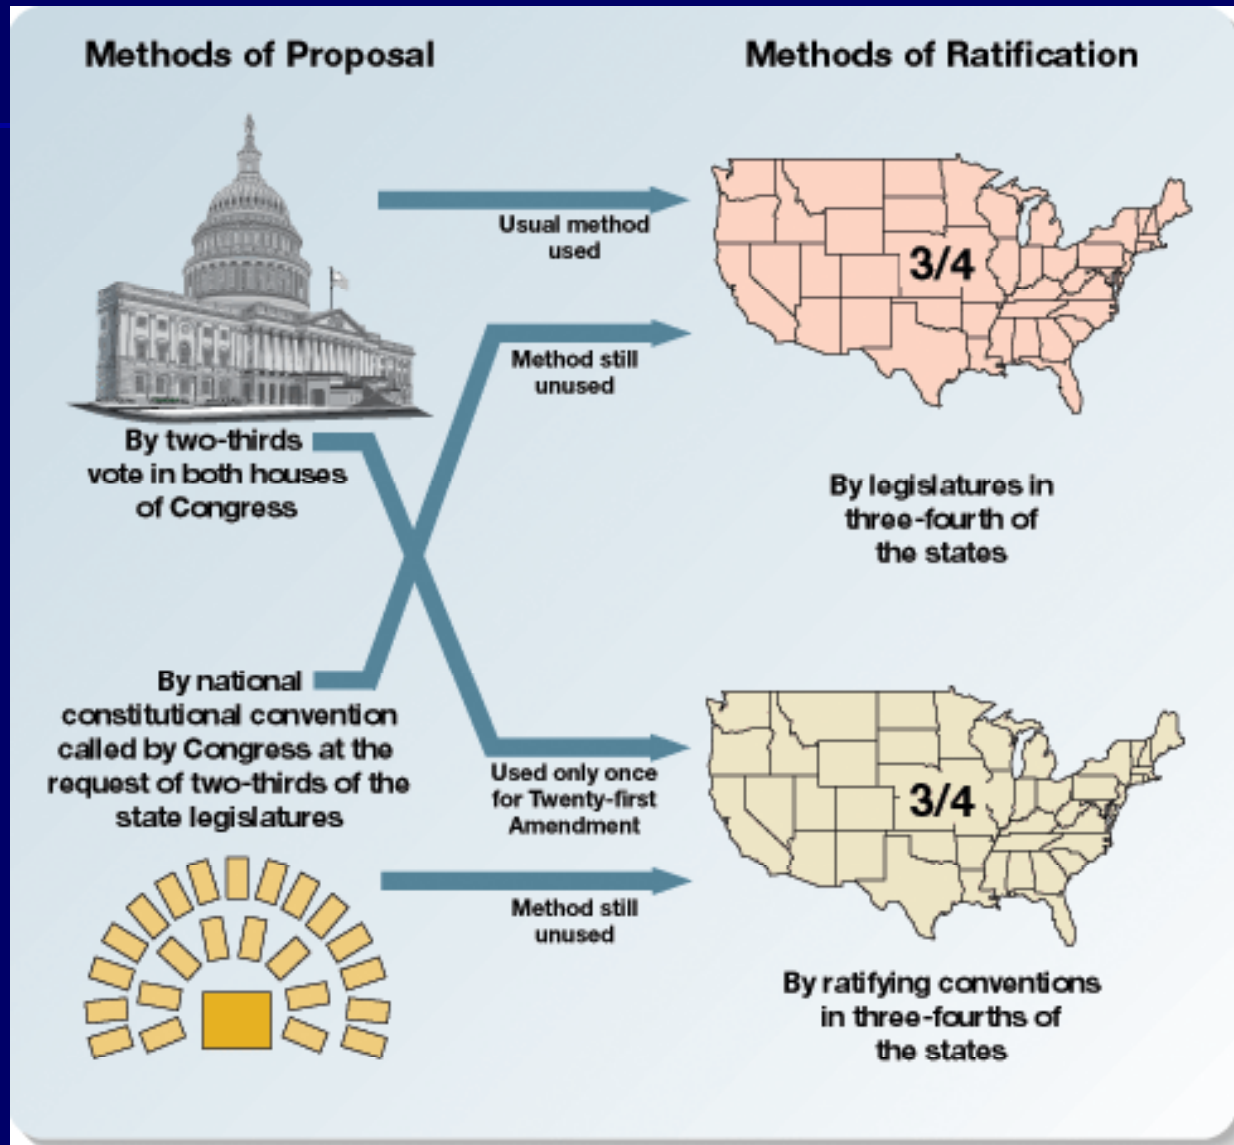 Methods of Proposal
Methods of Ratification
Usual method
used
3/4
Method still
unused
By two-thirds
vote in both houses
of Congress
By legislatures in
three-fourth of
the states
By national
constitutional convention
called by Congress at the
request of two-thirds of the
state legislatures
Used only once
for Twenty-first
Amendment
3/4
Method still
unused
By ratifying conventions
in three-fourths of
the states